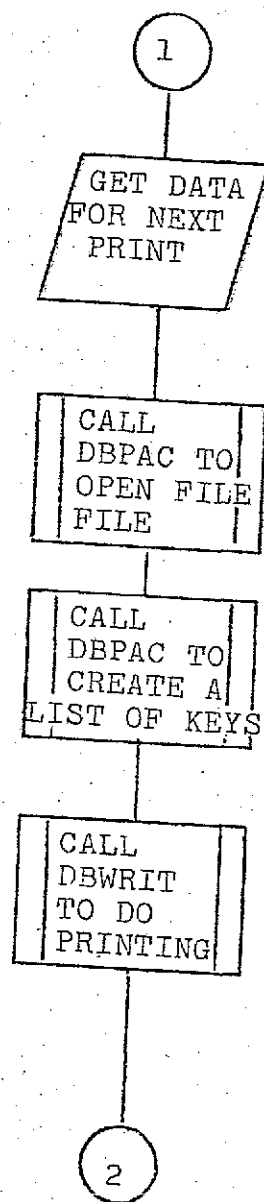 1
GET DATA
FOR NEXT
PRINT
CALL
DBPAC TO
OPEN FILE
FILE
CALL
DBPAC TO
CREATE A
LIST OF KEYS
CALL
DBWRIT
TO DO
PRINTING
2